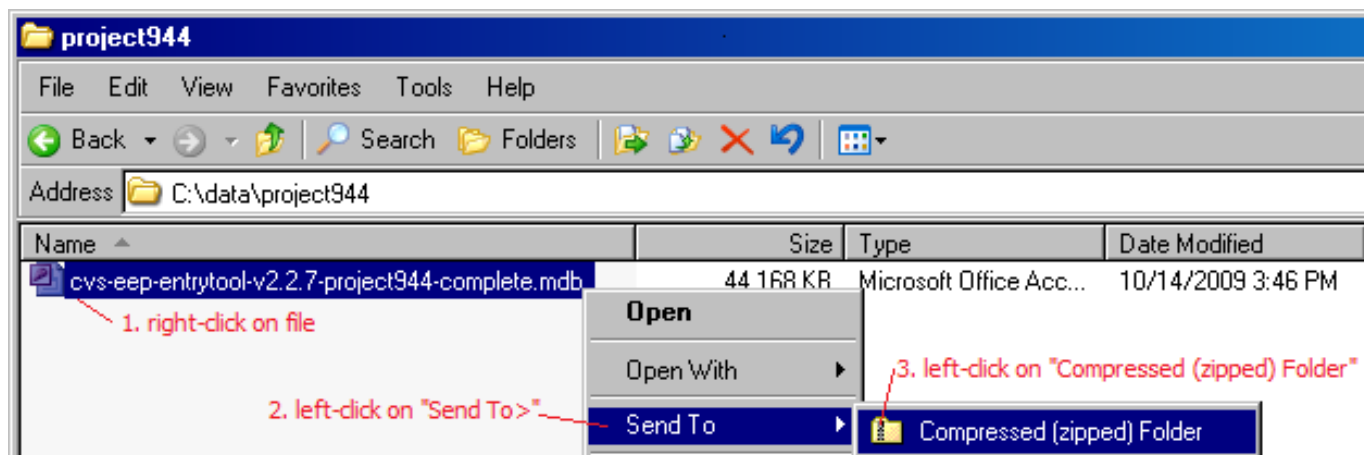 project944
File Edit View Favorites Tools Help
Back Search Folders
Address C:\data\project944
Name Size Type Date Modified
cvs-eep-entrytool-v2.2.7-project944-complete.mdb 44,168 KB Microsoft Office Acc... 10/14/2009 3:46 PM
1. right-click on file
Open
Open With
3. left-click on "Compressed (zipped) Folder"
2. left-click on "Send To>"
Send To
Compressed (zipped) Folder